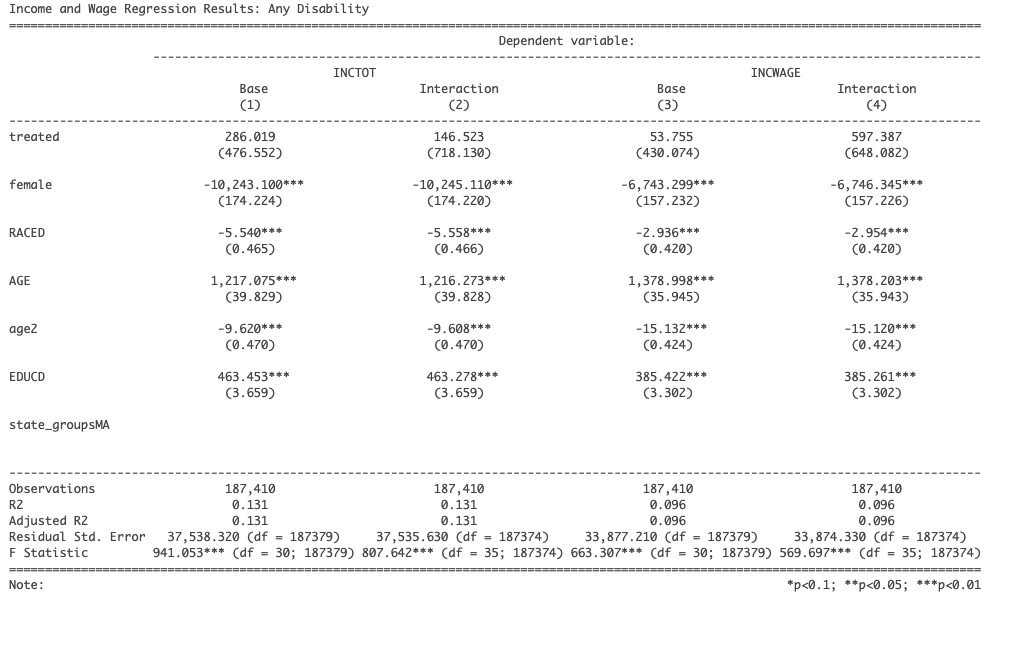 Income and Wage Regression Results: Any Disability
Dependent variable:
INCTOT INCWAGE
Base Interaction Base Interaction
(1) (2) (3) (4)
treated 286.019 146.523 53.755 597.387
(476.552) (718.130) (430.074) (648.082)
female -10,243.100*** -10,245.110*** -6,743.299*** -6,746.345***
(174.224) (174.220) (157.232) (157.226)
RACED -5.540*** -5.558*** -2.936*** -2.954***
(0.465) (0.466) (0.420) (0.420)
AGE 1,217.075*** 1,216.273*** 1,378.998*** 1,378.203***
(39.829) (39.828) (35.945) (35.943)
age2 -9.620*** -9.608*** -15.132*** -15.120***
(0.470) (0.470) (0.424) (0.424)
EDUCD 463.453*** 463.278*** 385.422*** 385.261***
(3.659) (3.659) (3.302) (3.302)
state_groupsMA
Observations 187,410 187,410 187,410 187,410
R2 0.131 0.131 0.096 0.096
Adjusted R2 0.131 0.131 0.096 0.096
Residual Std. Error 37,538.320 (df = 187379) 37,535.630 (df = 187374) 33,877.210 (df = 187379) 33,874.330 (df = 187374)
F Statistic 941.053*** (df = 30; 187379) 807.642*** (df = 35; 187374) 663.307*** (df = 30; 187379) 569.697*** (df = 35; 187374)
Note: *p<0.1; **p<0.05; ***p<0.01